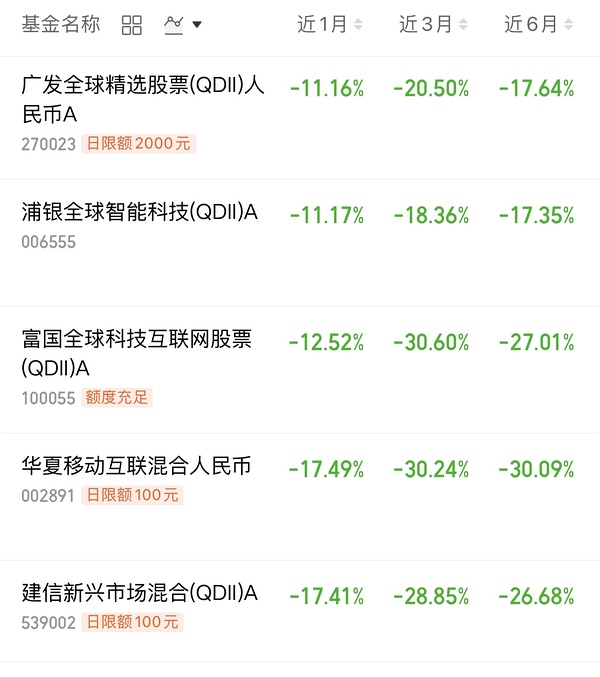 基金名称 近1月 近3月 近6月
广发全球精选股票(QDII)人 -11.16% -20.50% -17.64%
民币A
270023 日限额2000元
浦银全球智能科技(QDII)A -11.17% -18.36% -17.35%
006555
富国全球科技互联网股票 -12.52% -30.60% -27.01%
(QDII)A
100055 额度充足
华夏移动互联混合人民币 -17.49% -30.24% -30.09%
002891 日限额100元
建信新兴市场混合(QDII)A -17.41% -28.85% -26.68%
539002 日限额100元